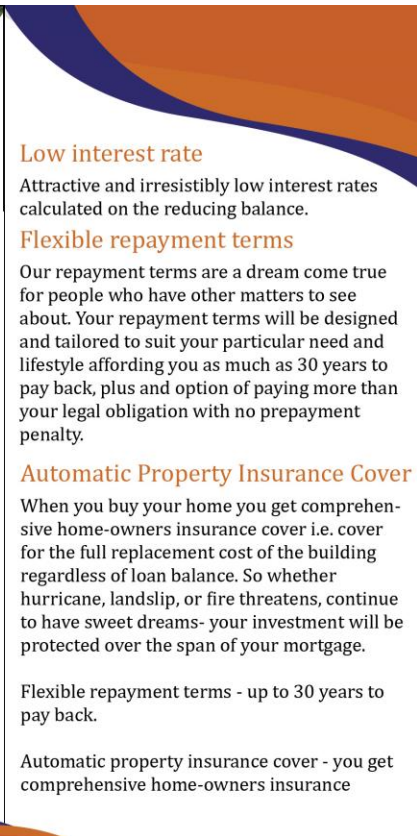 Low interest rate
Attractive and irresistibly low interest rates
calculated on the reducing balance.
Flexible repayment terms
Our repayment terms are a dream come true
for people who have other matters to see
about. Your repayment terms will be designed
and tailored to suit your particular need and
lifestyle affording you as much as 30 years to
pay back, plus and option of paying more than
your legal obligation with no prepayment
penalty.
Automatic Property Insurance Cover
When you buy your home you get comprehen-
sive home-owners insurance cover i.e. cover
for the full replacement cost of the building
regardless of loan balance. So whether
hurricane, landslip, or fire threatens, continue
to have sweet dreams- your investment will be
protected over the span of your mortgage.
Flexible repayment terms - up to 30 years to
pay back.
Automatic property insurance cover - you get
comprehensive home-owners insurance